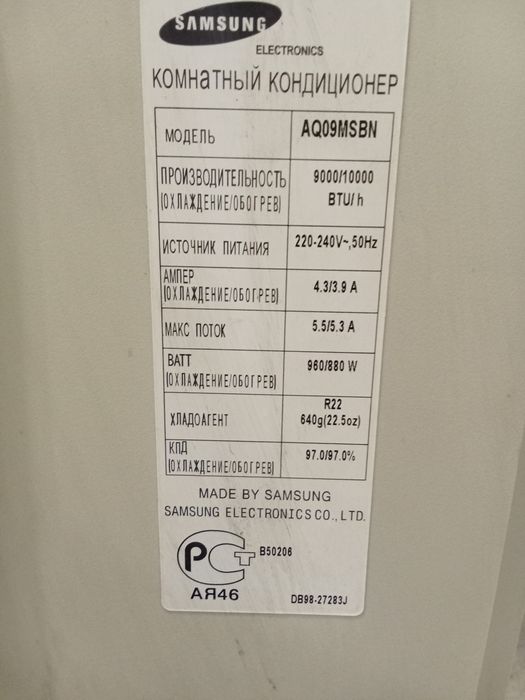 SAMSUNG
ELECTRONICS
КОМНАТНЫЙ КОНДИЦИОНЕР
МОДЕЛЬ AQ09MSBN
ПРОИЗВОДИТЕЛЬНОСТЬ 9000/10000
(ОХЛАЖДЕНИЕ/ОБОГРЕВ) BTU/h
ИСТОЧНИК ПИТАНИЯ 220-240V~,50Hz
АМПЕР
(ОХЛАЖДЕНИЕ/ОБОГРЕВ) 4.3/3.9 A
МАКС ПОТОК 5.5/5.3 A
ВАТТ
(ОХЛАЖДЕНИЕ/ОБОГРЕВ) 960/880 W
ХЛАДОАГЕНТ R22
640g(22.5oz)
КПД
(ОХЛАЖДЕНИЕ/ОБОГРЕВ) 97.0/97.0%
MADE BY SAMSUNG
SAMSUNG ELECTRONICS CO., LTD.
РСТ B50206
АЯ46 DB98-27283J